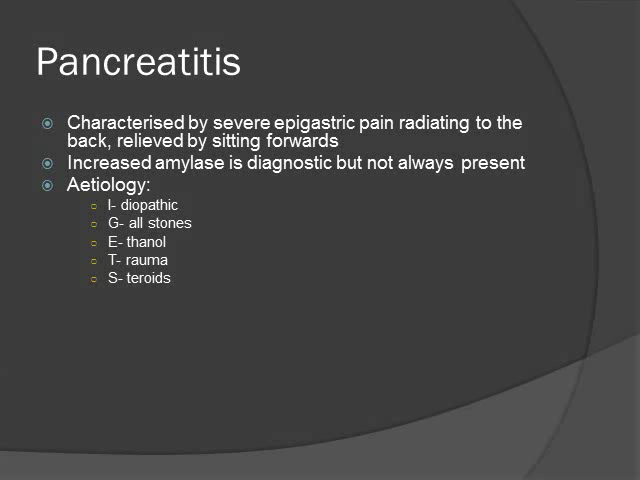 Pancreatitis
Characterised by severe epigastric pain radiating to the
back, relieved by sitting forwards
Increased amylase is diagnostic but not always present
Aetiology:
I- diopathic
G- all stones
E- thanol
T- rauma
S- teroids